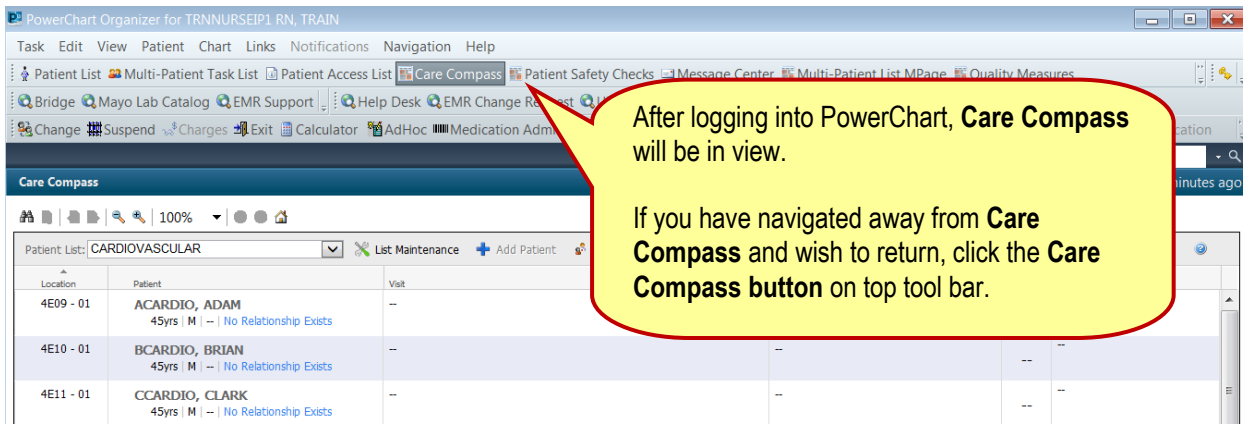 PowerChart Organizer for TRNNURSEIP1 RN, TRAIN
Task Edit View Patient Chart Links Notifications Navigation Help
Patient List Multi-Patient Task List Patient Access List Care Compass Patient Safety Checks Message Center Multi-Patient List MPage Quality Measures
Bridge Mayo Lab Catalog EMR Support Help Desk EMR Change
Change Suspend Charges Exit Calculator AdHoc Medication
After logging into PowerChart, Care Compass
will be in view.
If you have navigated away from Care
Compass and wish to return, click the Care
Compass button on top tool bar.
Care Compass minutes ago
100%
Patient List: CARDIOVASCULAR List Maintenance Add Patient
Location Patient Visit
4E09 - 01 ACARDIO, ADAM --
45yrs | M | -- | No Relationship Exists
4E10 - 01 BCARDIO, BRIAN -- -- -- --
45yrs | M | -- | No Relationship Exists
4E11 - 01 CCARDIO, CLARK -- -- -- --
45yrs | M | -- | No Relationship Exists